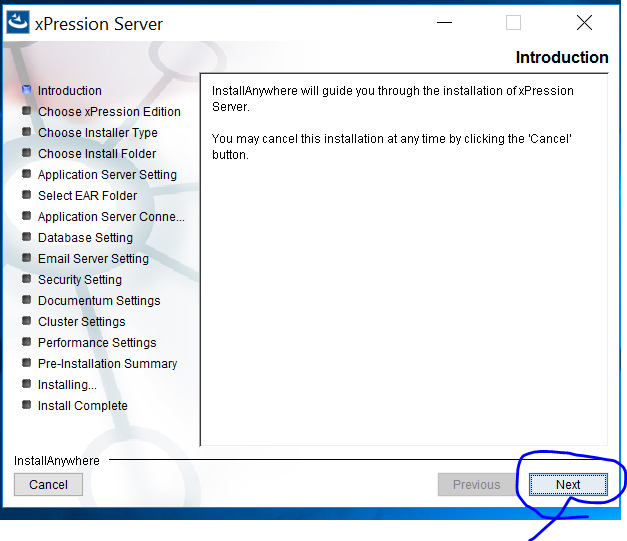 xPression Server
Introduction
Introduction
Choose xPression Edition
Choose Installer Type
Choose Install Folder
Application Server Setting
Select EAR Folder
Application Server Conne...
Database Setting
Email Server Setting
Security Setting
Documentum Settings
Cluster Settings
Performance Settings
Pre-Installation Summary
Installing...
Install Complete
InstallAnywhere will guide you through the installation of xPression
Server.
You may cancel this installation at any time by clicking the 'Cancel'
button.
InstallAnywhere
Cancel
Previous
Next